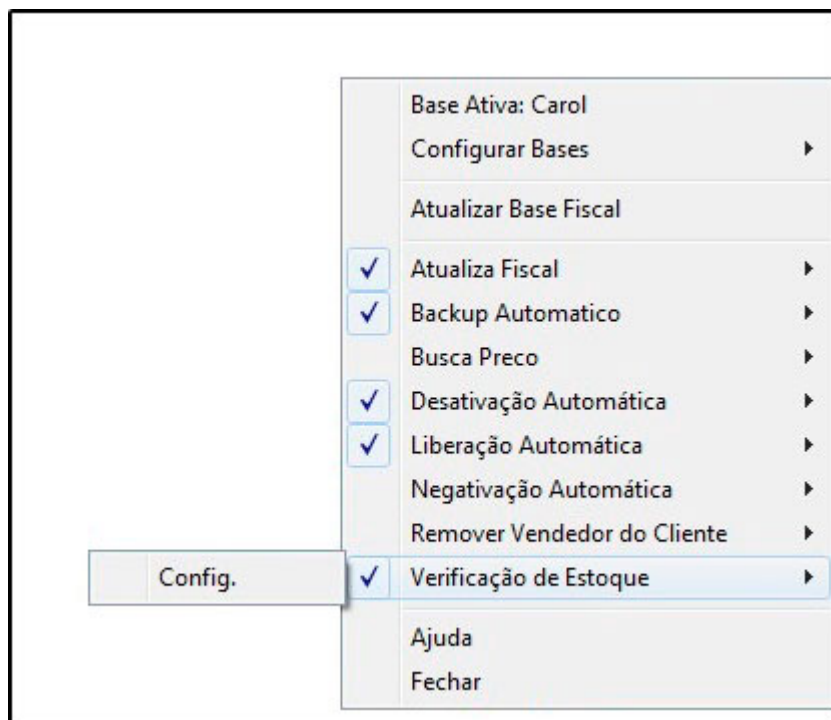 Base Ativa: Carol
Configurar Bases
Atualizar Base Fiscal
Atualiza Fiscal
Backup Automatico
Busca Preco
Desativação Automática
Liberação Automática
Negativação Automática
Remover Vendedor do Cliente
Config.
Verificação de Estoque
Ajuda
Fechar